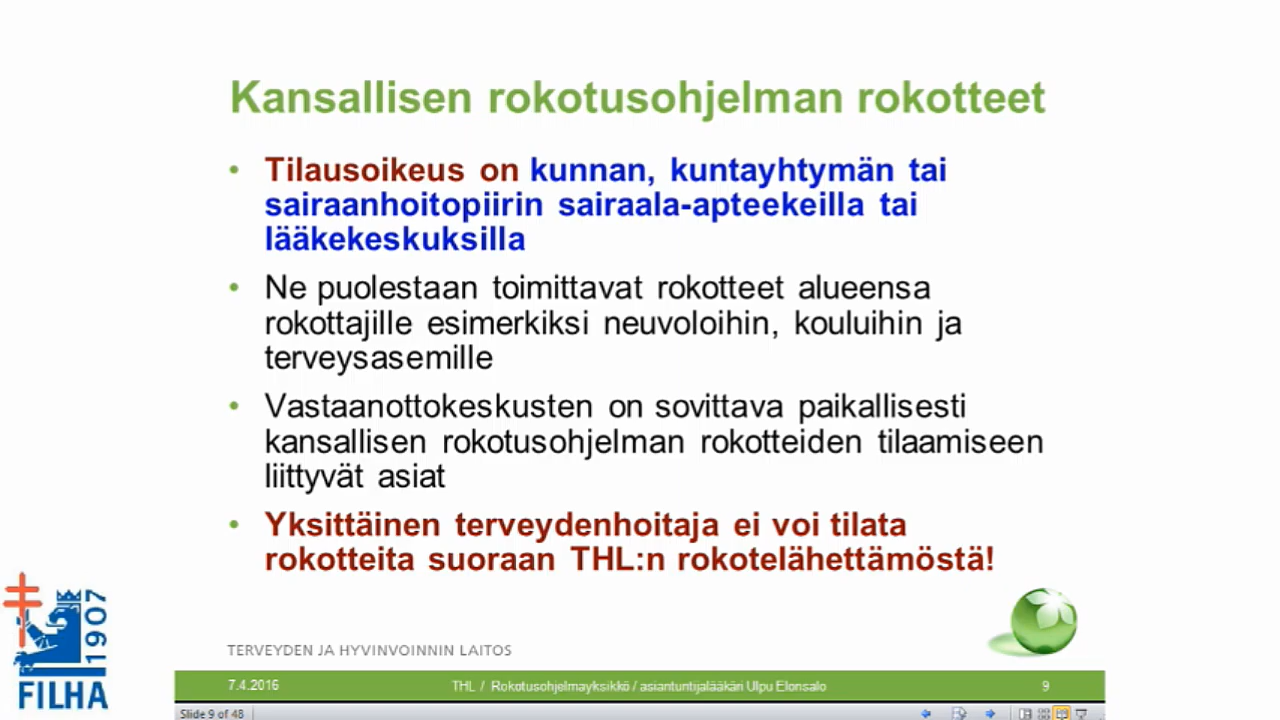 Kansallisen rokotusohjelman rokotteet
• Tilausoikeus on kunnan, kuntayhtymän tai
sairaanhoitopiirin sairaala-apteekeilla tai
lääkekeskuksilla
• Ne puolestaan toimittavat rokotteet alueensa
rokottajille esimerkiksi neuvoloihin, kouluihin ja
terveysasemille
• Vastaanottokeskusten on sovittava paikallisesti
kansallisen rokotusohjelman rokotteiden tilaamiseen
liittyvät asiat
• Yksittäinen terveydenhoitaja ei voi tilata
rokotteita suoraan THL:n rokotelähettämöstä!
1907
FILHA
TERVEYDEN JA HYVINVOINNIN LAITOS
7.4.2016 THL / Rokotusohjelmayksikkö / asiantuntijalääkäri Ulpu Elonsalo 9
Slide 9 of 48